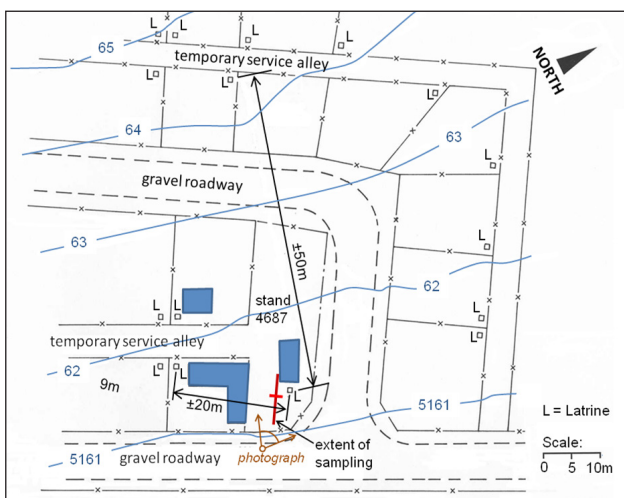 L L L
65
L
temporary service alley
L L
L
NORTH
64
63
L
gravel roadway
±50m
63
L
stand
4687
62
L L
L
temporary service alley
L L
62
9m
L
±20m
5161
L = Latrine
extent of
sampling
photograph
5161
gravel roadway
Scale:
0 5 10m